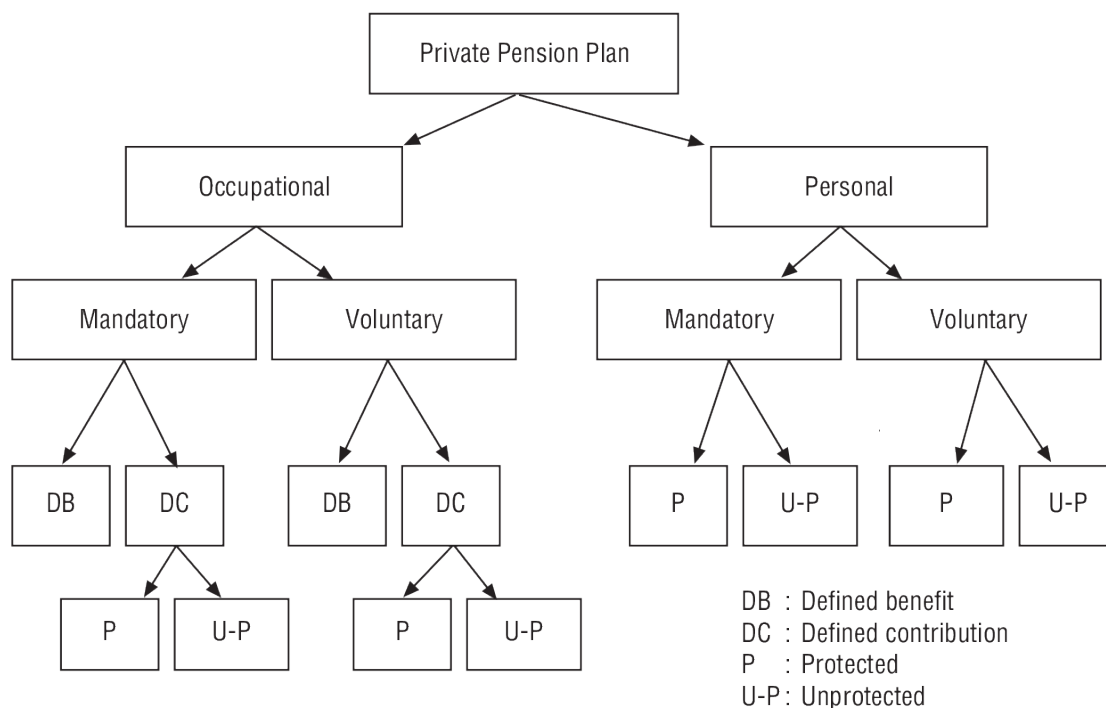 Private Pension Plan
Occupational
Personal
Mandatory
Voluntary
Mandatory
Voluntary
DB
DC
DB
DC
P
U-P
P
U-P
P
U-P
P
U-P
DB : Defined benefit
DC : Defined contribution
P : Protected
U-P : Unprotected